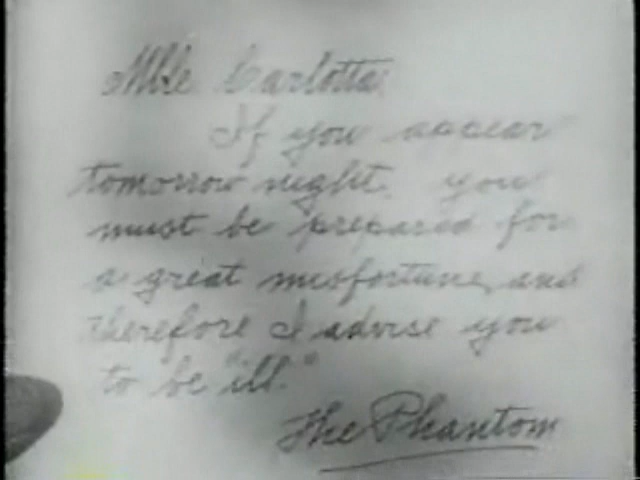 Mlle Carlotta
If you appear
tomorrow night, you
must be prepared for
a great misfortune, and
therefore I advise you
to be "ill."
The Phantom